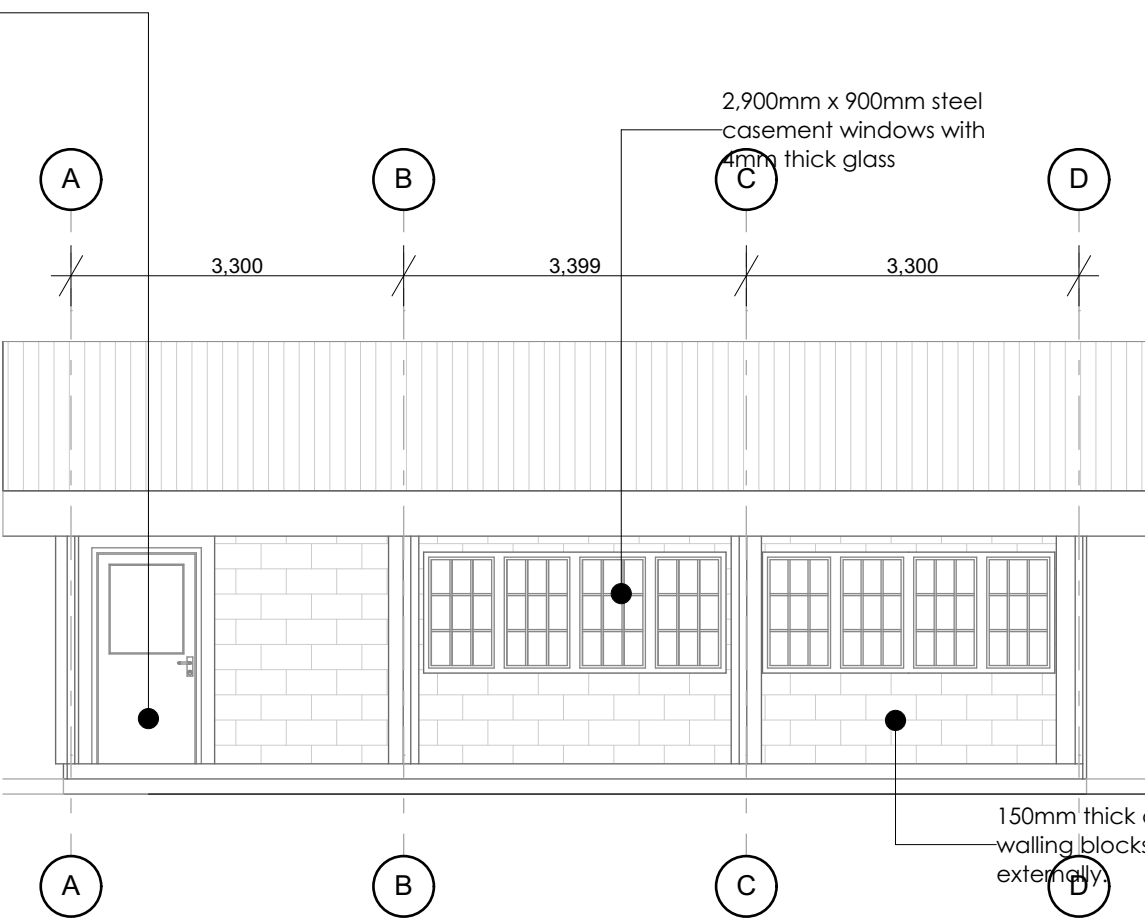 2,900mm x 900mm steel
casement windows with
4mm thick glass
A
B
C
D
3,300
3,399
3,300
150mm thick
walling blocks
externally.
A
B
C
D